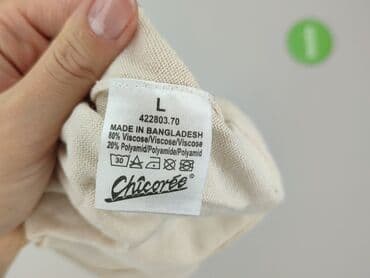 L
422803.70
MADE IN BANGLADESH
80% Viscose/Viscose/Viscose
20% Polyamid/Polyamide/Polyamid
30
Chicorée